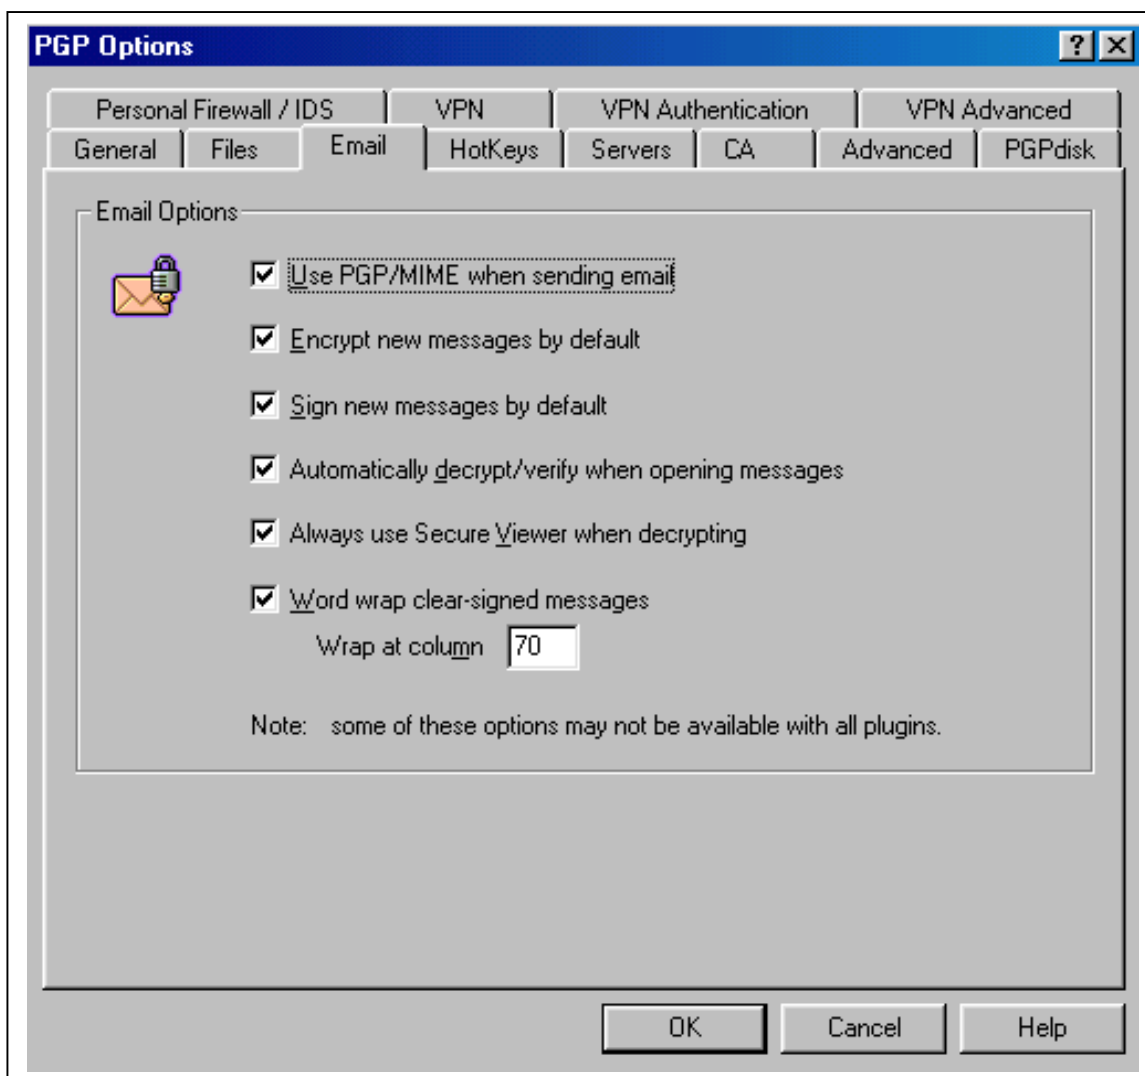 PGP Options
Personal Firewall / IDS VPN VPN Authentication VPN Advanced
General Files Email HotKeys Servers CA Advanced PGPdisk
Email Options
Use PGP/MIME when sending email
Encrypt new messages by default
Sign new messages by default
Automatically decrypt/verify when opening messages
Always use Secure Viewer when decrypting
Word wrap clear-signed messages
Wrap at column 70
Note: some of these options may not be available with all plugins.
OK Cancel Help